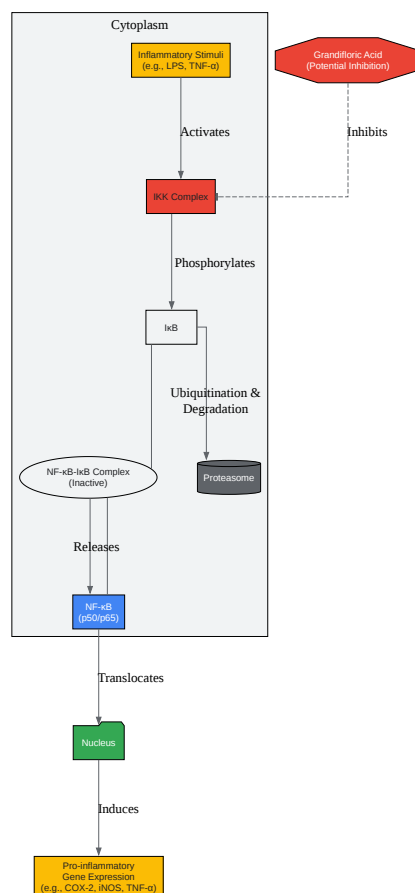 Cytoplasm
Inflammatory Stimuli
(e.g., LPS, TNF-α)
Grandifloric Acid
(Potential Inhibition)
Activates
Inhibits
IKK Complex
Phosphorylates
IκB
Ubiquitination &
Degradation
NF-κB-IκB Complex
(Inactive)
Proteasome
Releases
NF-κB
(p50/p65)
Translocates
Nucleus
Induces
Pro-inflammatory
Gene Expression
(e.g., COX-2, iNOS, TNF-α)